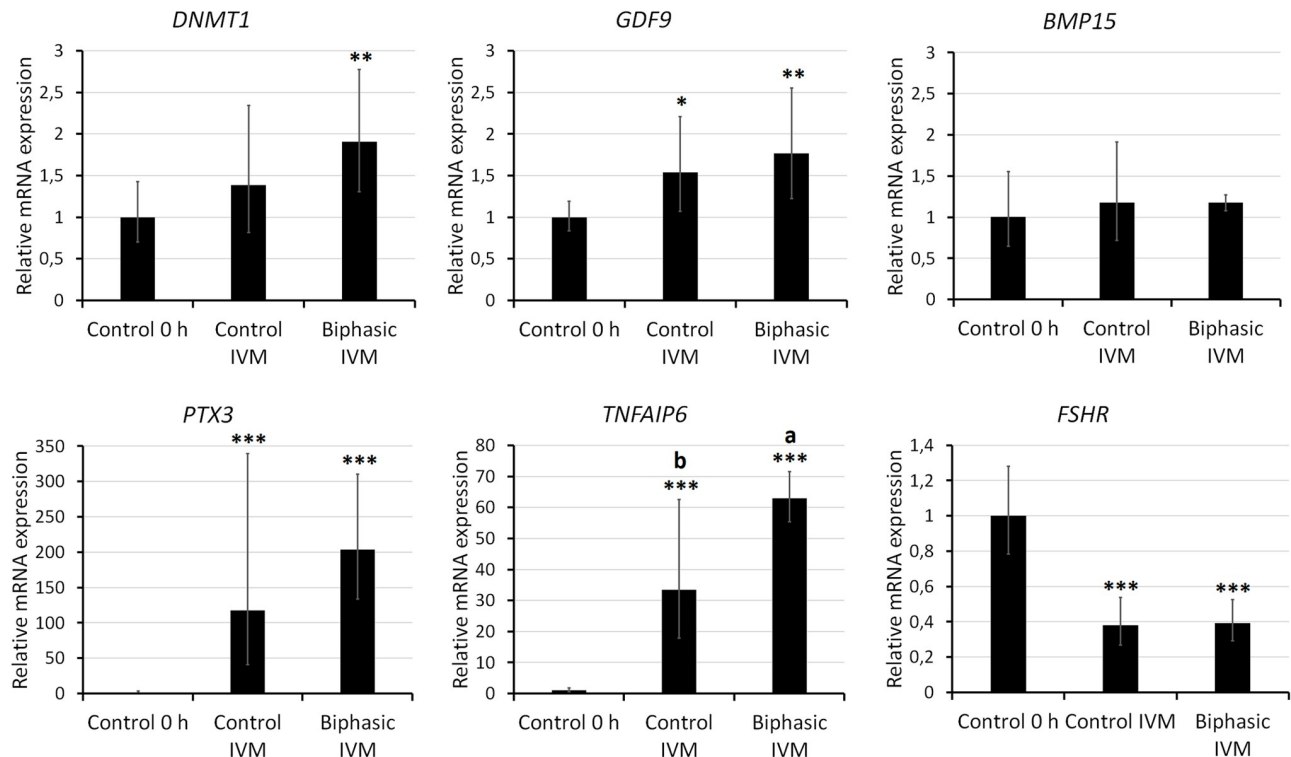 DNMT1
Relative mRNA expression
3
2,5
2
1,5
1
0,5
0
**
Control 0 h
Control
IVM
Biphasic
IVM
GDF9
Relative mRNA expression
3
2,5
2
1,5
1
0,5
0
*
**
Control 0 h
Control
IVM
Biphasic
IVM
BMP15
Relative mRNA expression
3
2,5
2
1,5
1
0,5
0
Control 0 h
Control
IVM
Biphasic
IVM
PTX3
Relative mRNA expression
350
300
250
200
150
100
50
0
***
***
Control 0 h
Control
IVM
Biphasic
IVM
TNFAIP6
Relative mRNA expression
80
70
60
50
40
30
20
10
0
b
***
a
***
Control 0 h
Control
IVM
Biphasic
IVM
FSHR
Relative mRNA expression
1,4
1,2
1
0,8
0,6
0,4
0,2
0
***
***
Control 0 h
Control IVM
Biphasic
IVM